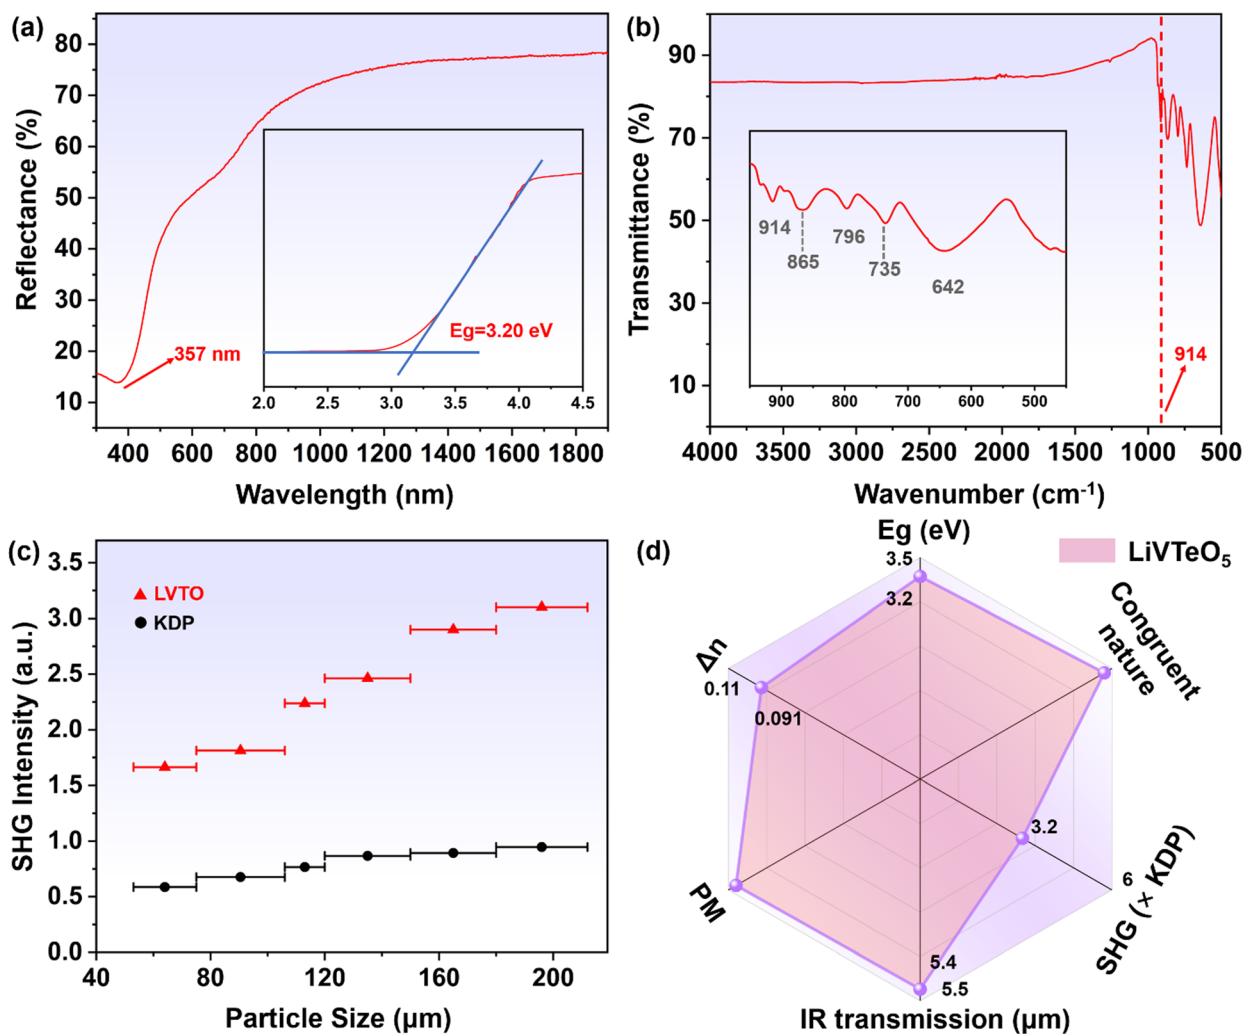 (a)
80
70
60
50
40
30
20
10
Reflectance (%)
357 nm
Eg=3.20 eV
2.0 2.5 3.0 3.5 4.0 4.5
400 600 800 1000 1200 1400 1600 1800
Wavelength (nm)
(b)
90
70
50
30
10
Transmittance (%)
914
865
796
735
642
900 800 700 600 500
914
4000 3500 3000 2500 2000 1500 1000 500
Wavenumber (cm⁻¹)
(c)
3.5
3.0
2.5
2.0
1.5
1.0
0.5
0.0
SHG Intensity (a.u.)
LVTO
KDP
40 80 120 160 200
Particle Size (μm)
(d)
Eg (eV)
3.5
3.2
LiVTeO₅
Congruent
nature
Δn
0.11
0.091
3.2
6
SHG (× KDP)
PM
5.4
5.5
IR transmission (μm)